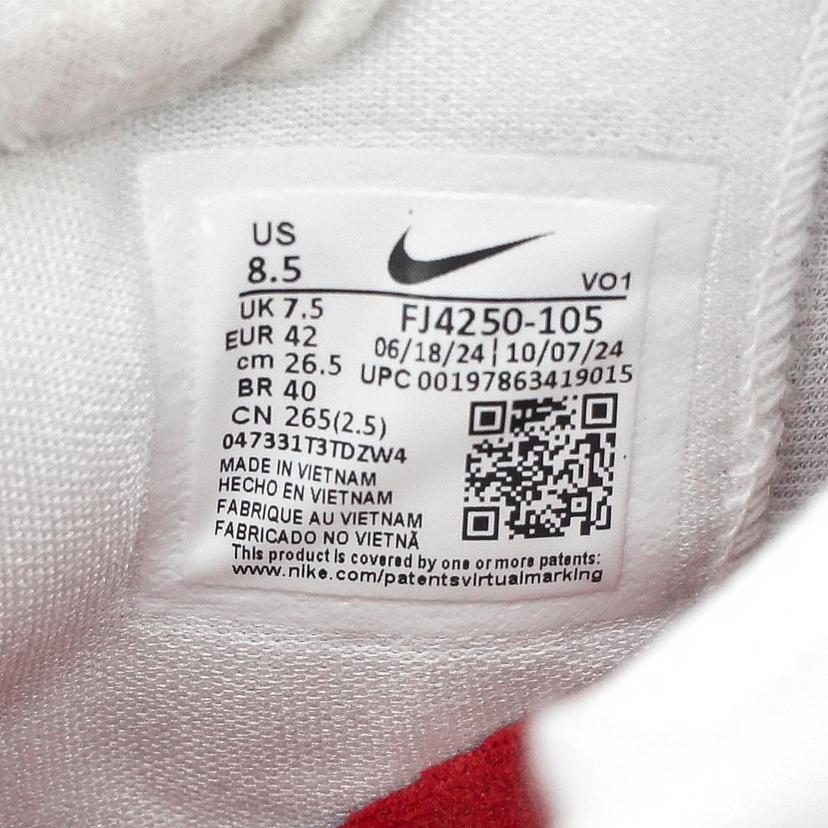 US
8.5
VO1
UK 7.5
EUR 42
cm 26.5
BR 40
CN 265(2.5)
FJ4250-105
06/18/24 | 10/07/24
UPC 00197863419015
047331T3TDZW4
MADE IN VIETNAM
HECHO EN VIETNAM
FABRIQUE AU VIETNAM
FABRICADO NO VIETNÃ
This product is covered by one or more patents:
www.nike.com/patentsvirtualmarking